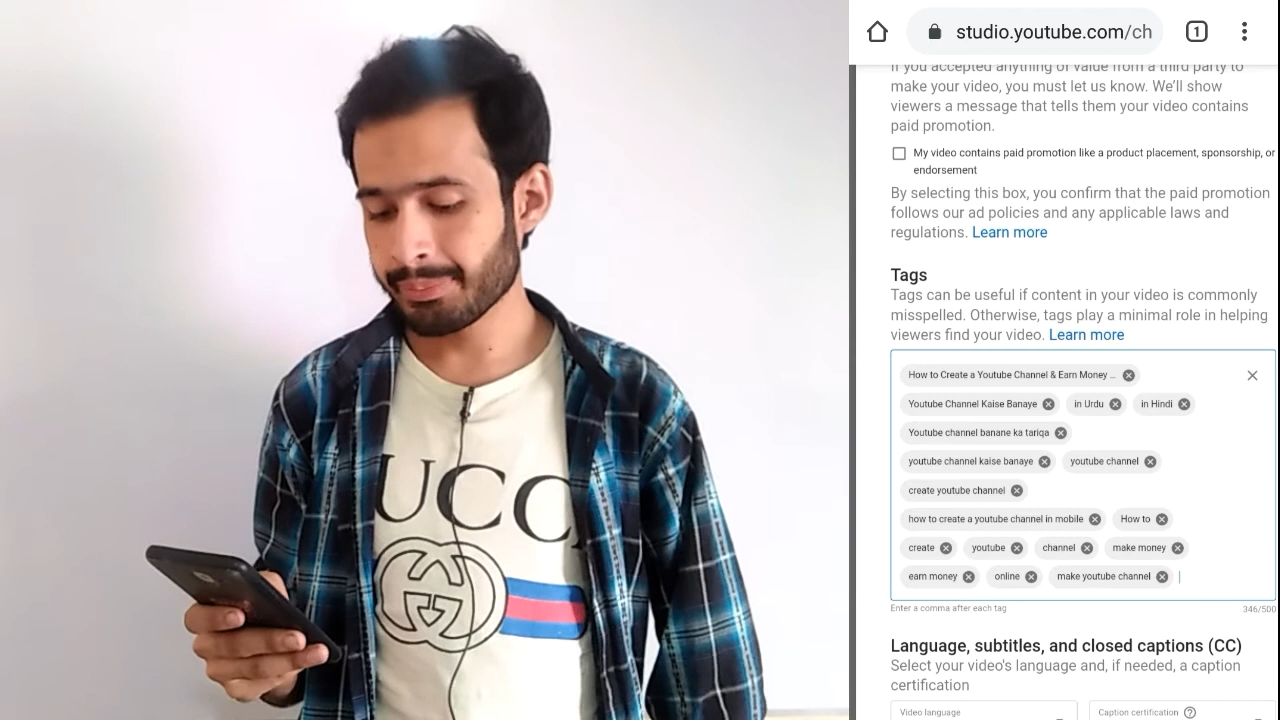 studio.youtube.com/ch
1
If you accepted anything of value from a third party to
make your video, you must let us know. We'll show
viewers a message that tells them your video contains
paid promotion.
My video contains paid promotion like a product placement, sponsorship, or
endorsement
By selecting this box, you confirm that the paid promotion
follows our ad policies and any applicable laws and
regulations. Learn more
Tags
Tags can be useful if content in your video is commonly
misspelled. Otherwise, tags play a minimal role in helping
viewers find your video. Learn more
How to Create a Youtube Channel & Earn Money ...
Youtube Channel Kaise Banaye in Urdu in Hindi
Youtube channel banane ka tariqa
youtube channel kaise banaye youtube channel
create youtube channel
how to create a youtube channel in mobile How to
create youtube channel make money
earn money online make youtube channel
Enter a comma after each tag 346/500
Language, subtitles, and closed captions (CC)
Select your video's language and, if needed, a caption
certification
Video language Caption certification
UCC